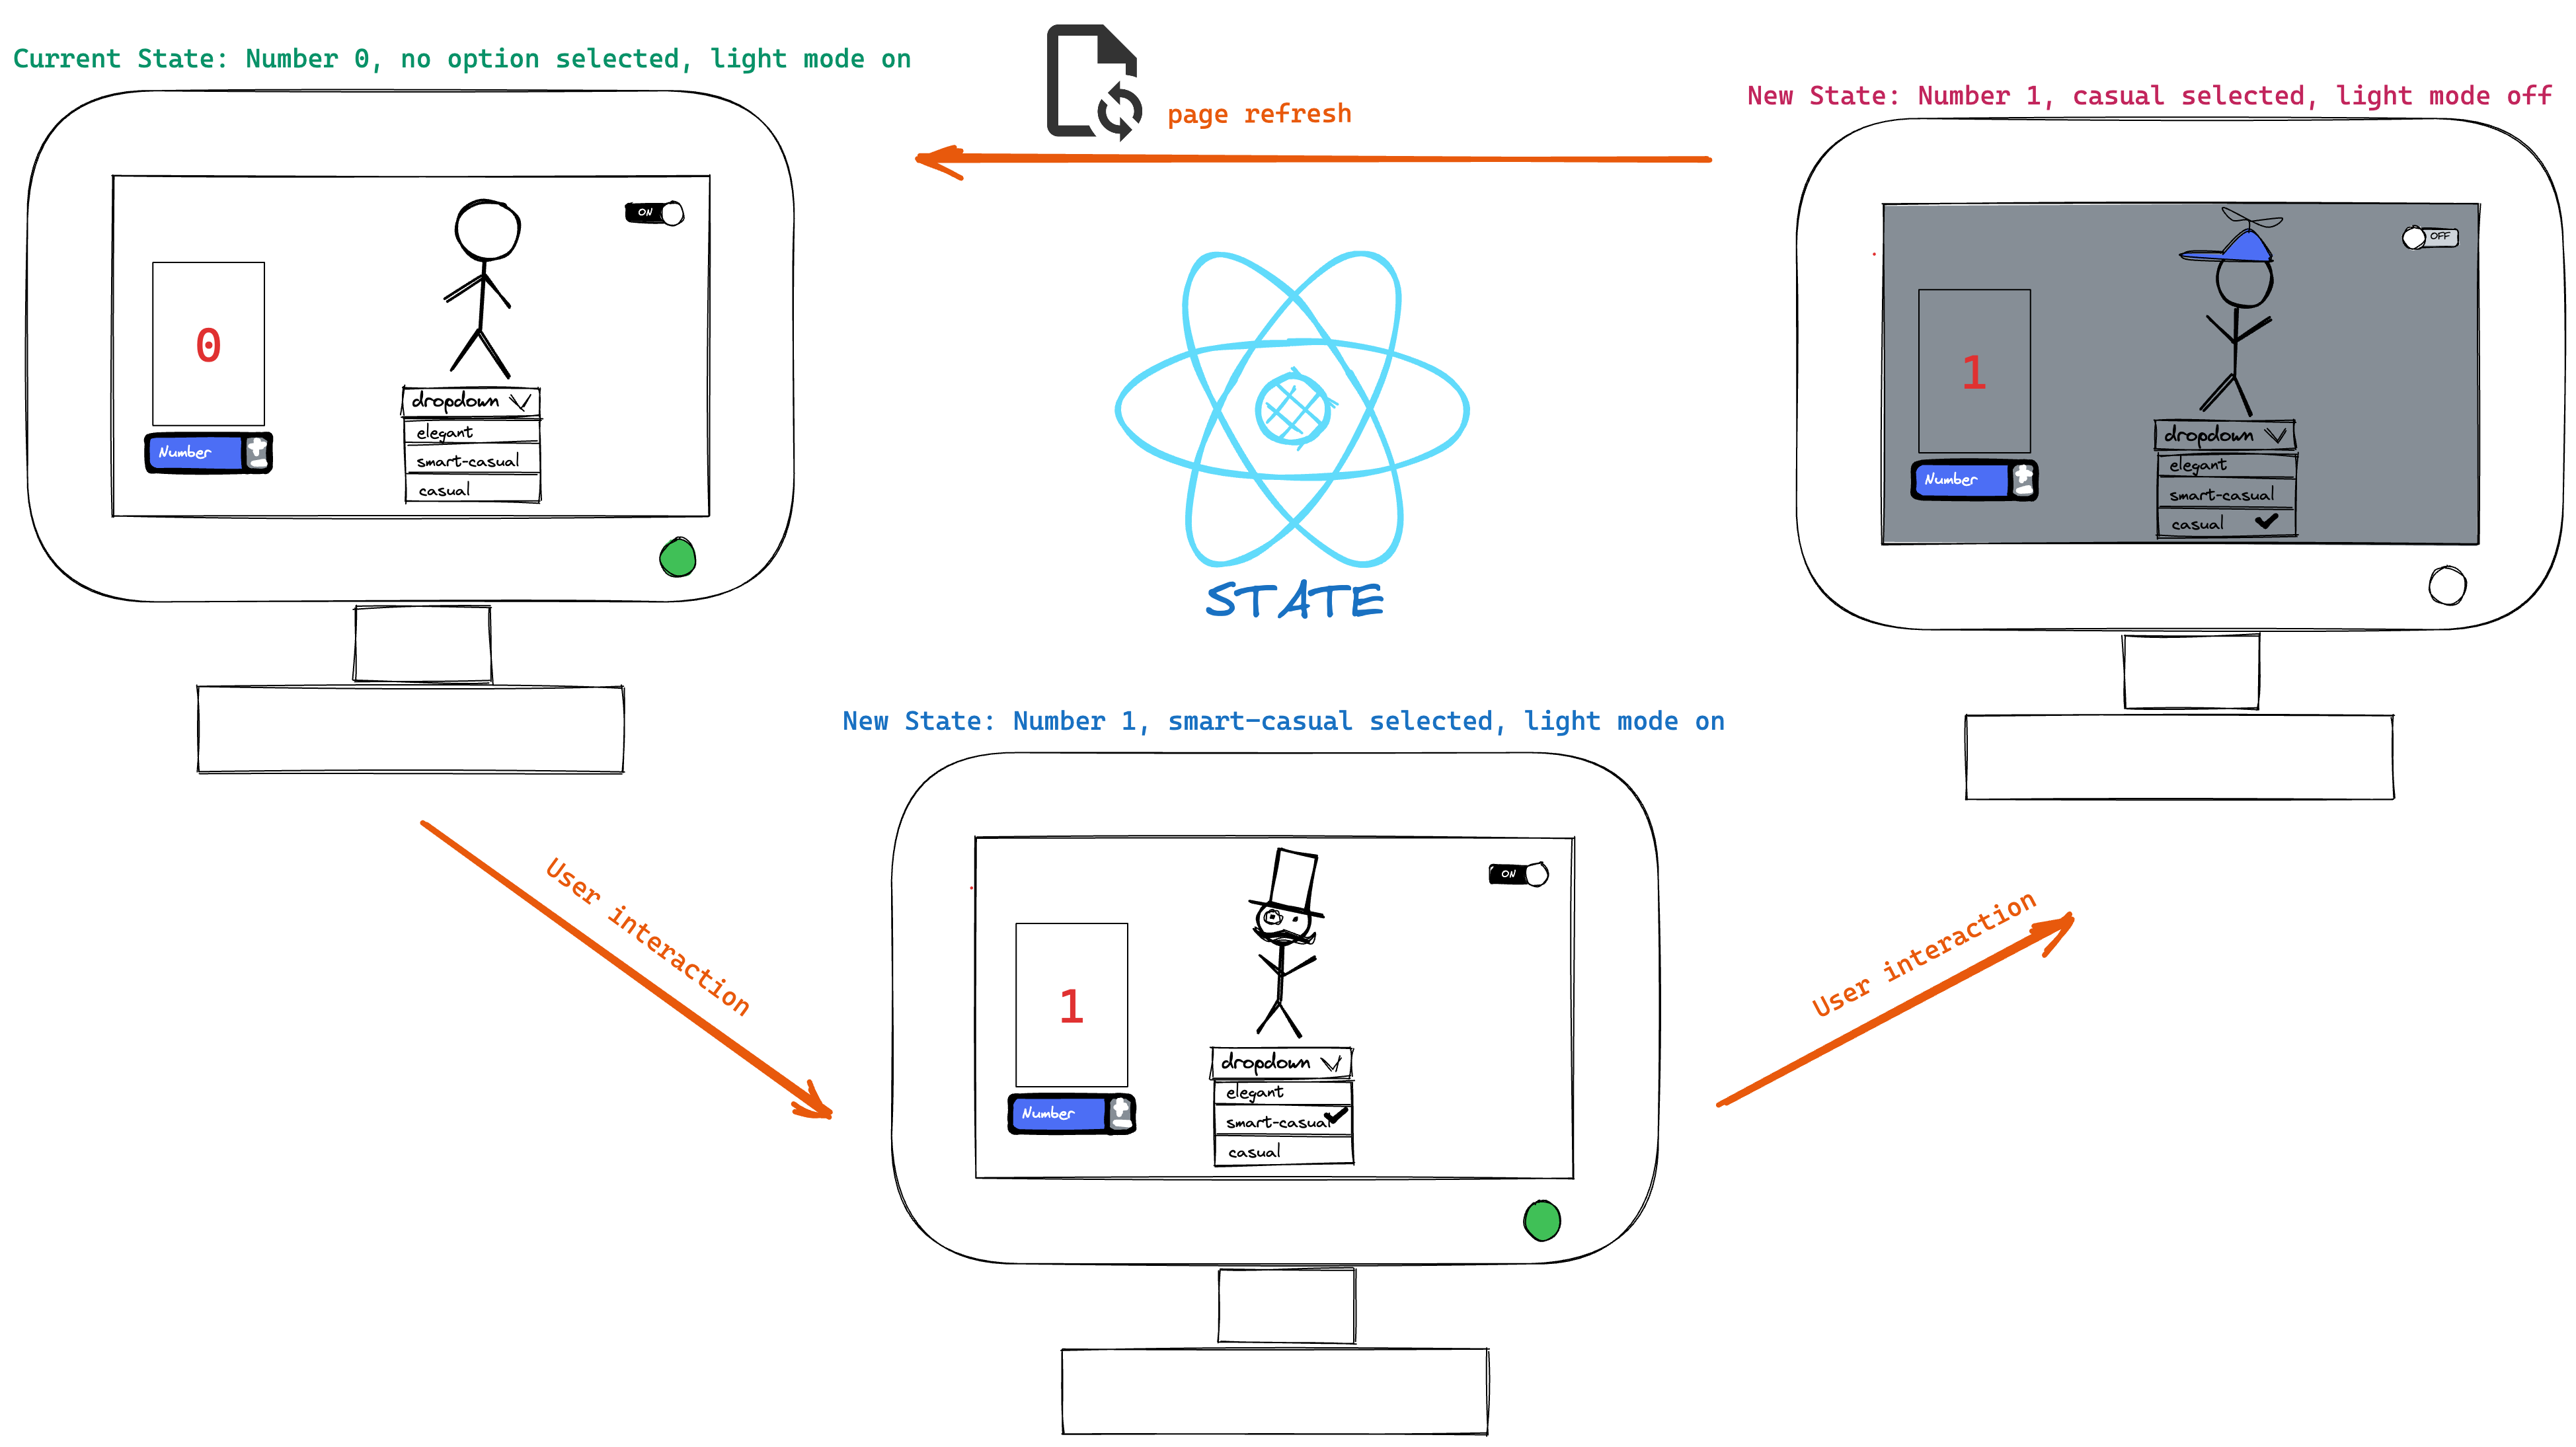 Current State: Number 0, no option selected, light mode on
ON
0
Number
dropdown
elegant
smart-casual
casual
page refresh
STATE
New State: Number 1, casual selected, light mode off
OFF
1
Number
dropdown
elegant
smart-casual
casual
User interaction
New State: Number 1, smart-casual selected, light mode on
ON
1
Number
dropdown
elegant
smart-casual
casual
User interaction